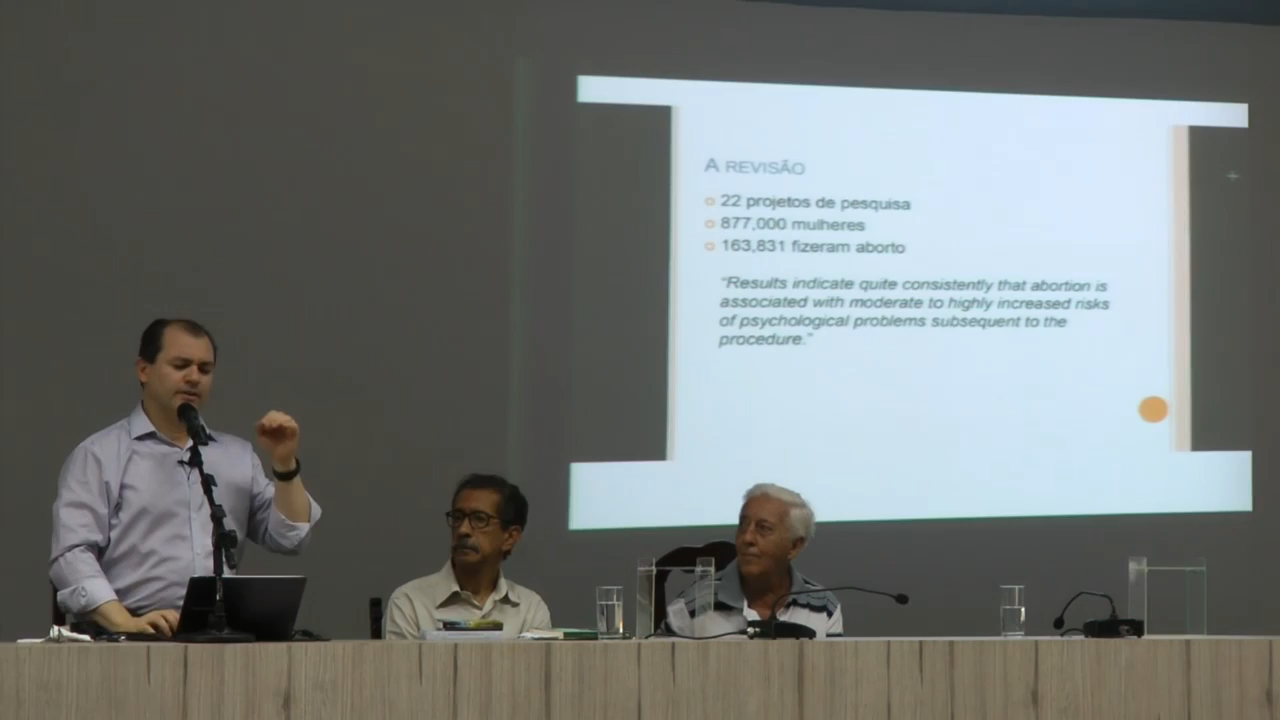 A REVISÃO
22 projetos de pesquisa
877,000 mulheres
163,831 fizeram aborto
“Results indicate quite consistently that abortion is
associated with moderate to highly increased risks
of psychological problems subsequent to the
procedure.”